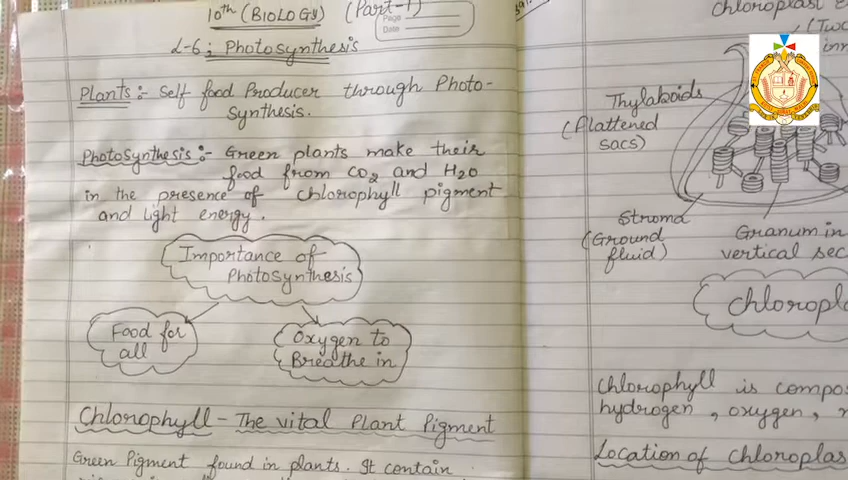 10th (BIOLOGY) (Part-1)
Page
Date
L-6: Photosynthesis
Plants:- Self food Producer through Photo-
Synthesis.
Photosynthesis:- Green plants make their
food from CO2 and H2O
in the presence of chlorophyll pigment
and light energy.
Importance of
Photosynthesis
Food for
all
Oxygen to
Breathe in
Chlorophyll - The vital Plant Pigment
Green Pigment found in plants. It contain
Chloroplast
(Two
Thylakoids
(flattened
sacs)
Stroma
(Ground
fluid)
Granum in
vertical sec
Chloropla
Chlorophyll is compos
hydrogen, oxygen,
Location of chloroplas